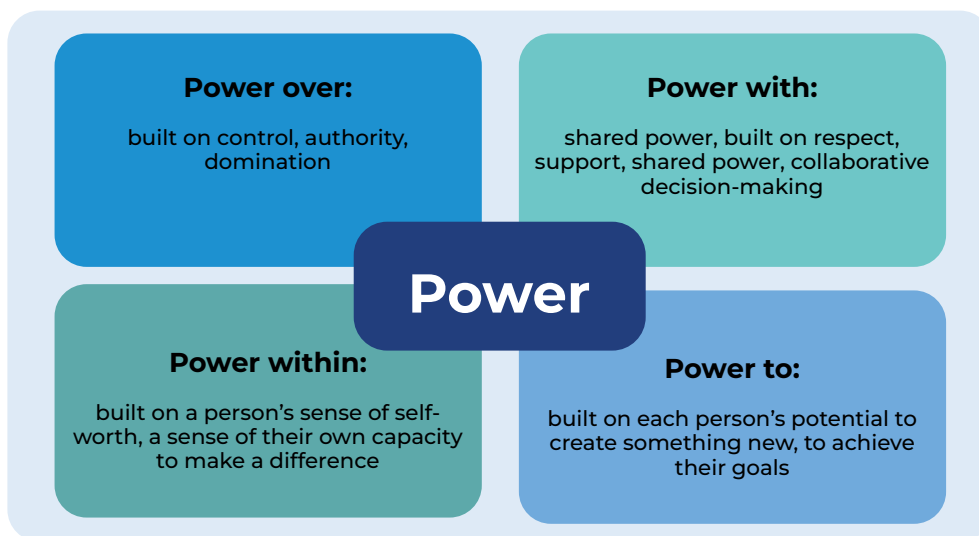 Power over:
built on control, authority,
domination
Power with:
shared power, built on respect,
support, shared power, collaborative
decision-making
Power
Power within:
built on a person’s sense of self-
worth, a sense of their own capacity
to make a difference
Power to:
built on each person’s potential to
create something new, to achieve
their goals